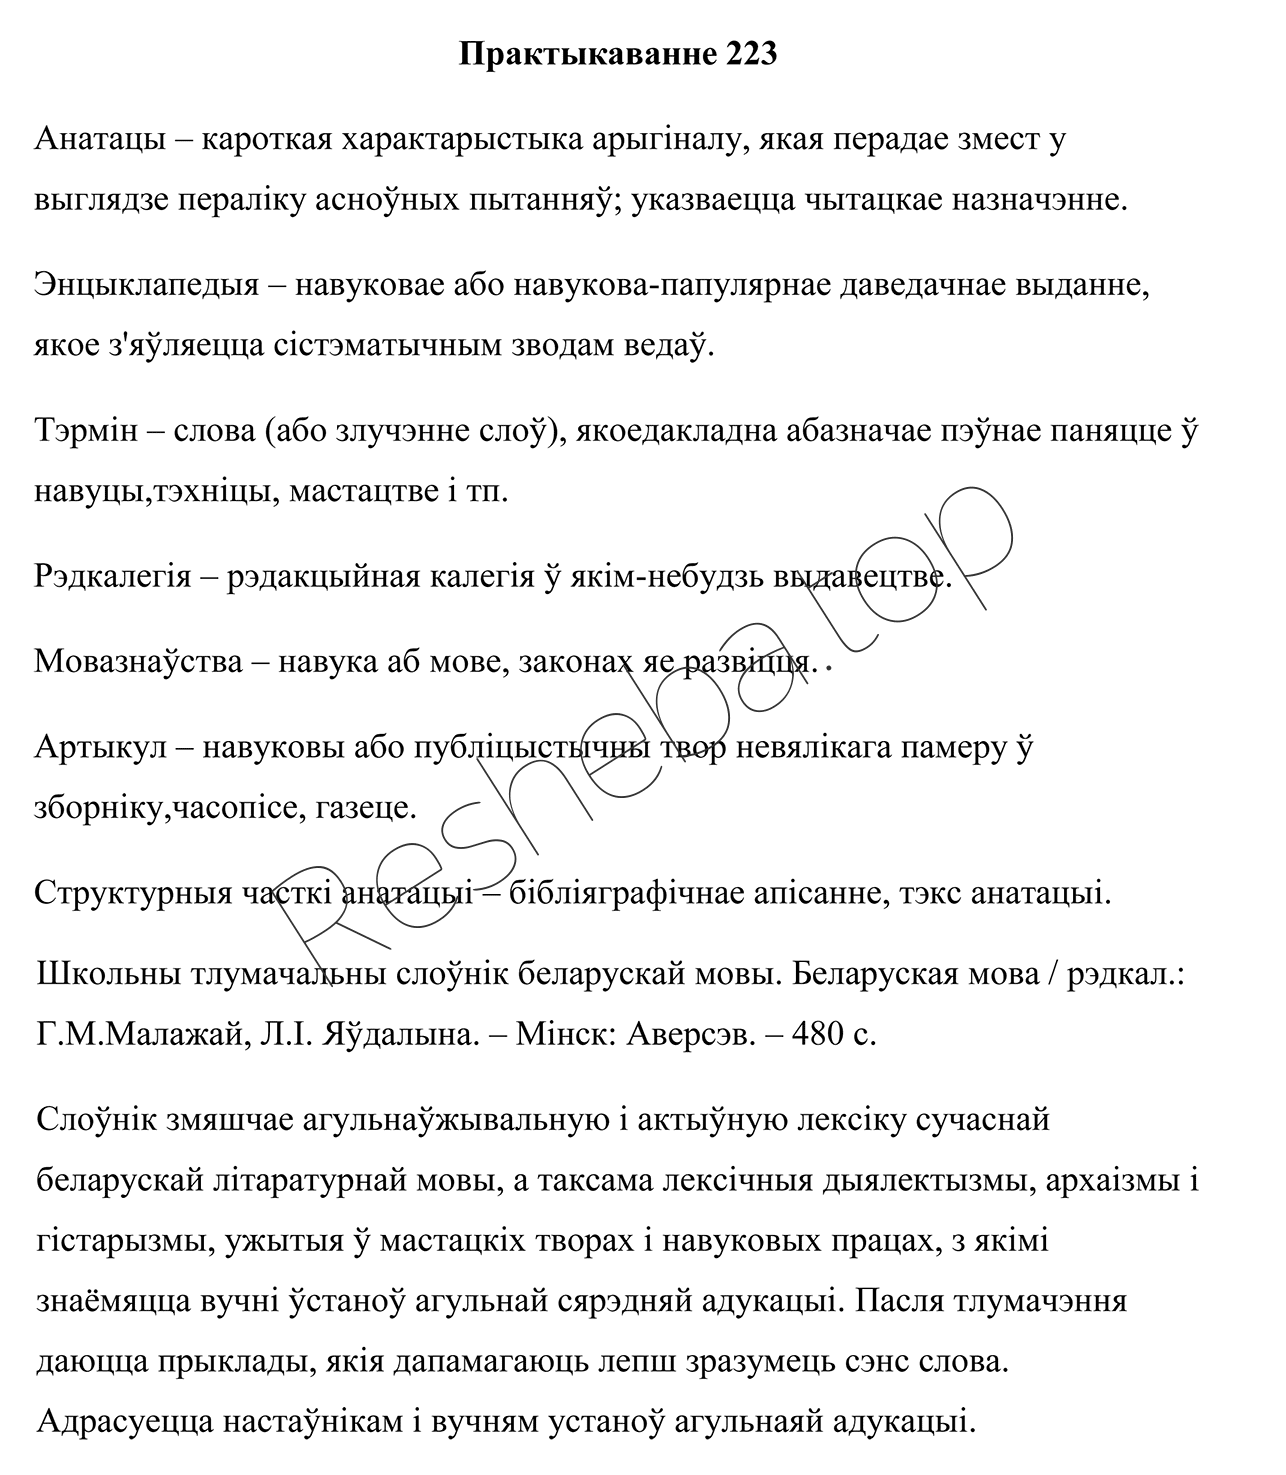 Практыкаванне 223
Анатацы – кароткая характарыстыка арыгіналу, якая перадае змест у
выглядзе пераліку асноўных пытанняў; указваецца чытацкае назначэнне.
Энцыклапедыя – навуковае або навукова-папулярнае даведачнае выданне,
якое з'яўляецца сістэматычным зводам ведаў.
Тэрмін – слова (або злучэнне слоў), якоедакладна абазначае пэўнае паняцце ў
навуцы,тэхніцы, мастацтве і тп.
Рэдкалегія – рэдакцыйная калегія ў якім-небудзь выдавецтве.
Мовазнаўства – навука аб мове, законах яе развіцця.
Артыкул – навуковы або публіцыстычны твор невялікага памеру ў
зборніку,часопісе, газеце.
Структурныя часткі анатацыі – бібліяграфічнае апісанне, тэкс анатацыі.
Школьны тлумачальны слоўнік беларускай мовы. Беларуская мова / рэдкал.:
Г.М.Малажай, Л.І. Яўдалына. – Мінск: Аверсэв. – 480 с.
Слоўнік змяшчае агульнаўжывальную і актыўную лексіку сучаснай
беларускай літаратурнай мовы, а таксама лексічныя дыялектызмы, архаізмы і
гістарызмы, ужытыя ў мастацкіх творах і навуковых працах, з якімі
знаёмяцца вучні ўстаноў агульнай сярэдняй адукацыі. Пасля тлумачэння
даюцца прыклады, якія дапамагаюць лепш зразумець сэнс слова.
Адрасуецца настаўнікам і вучням устаноў агульнаяй адукацыі.
Resheba.top